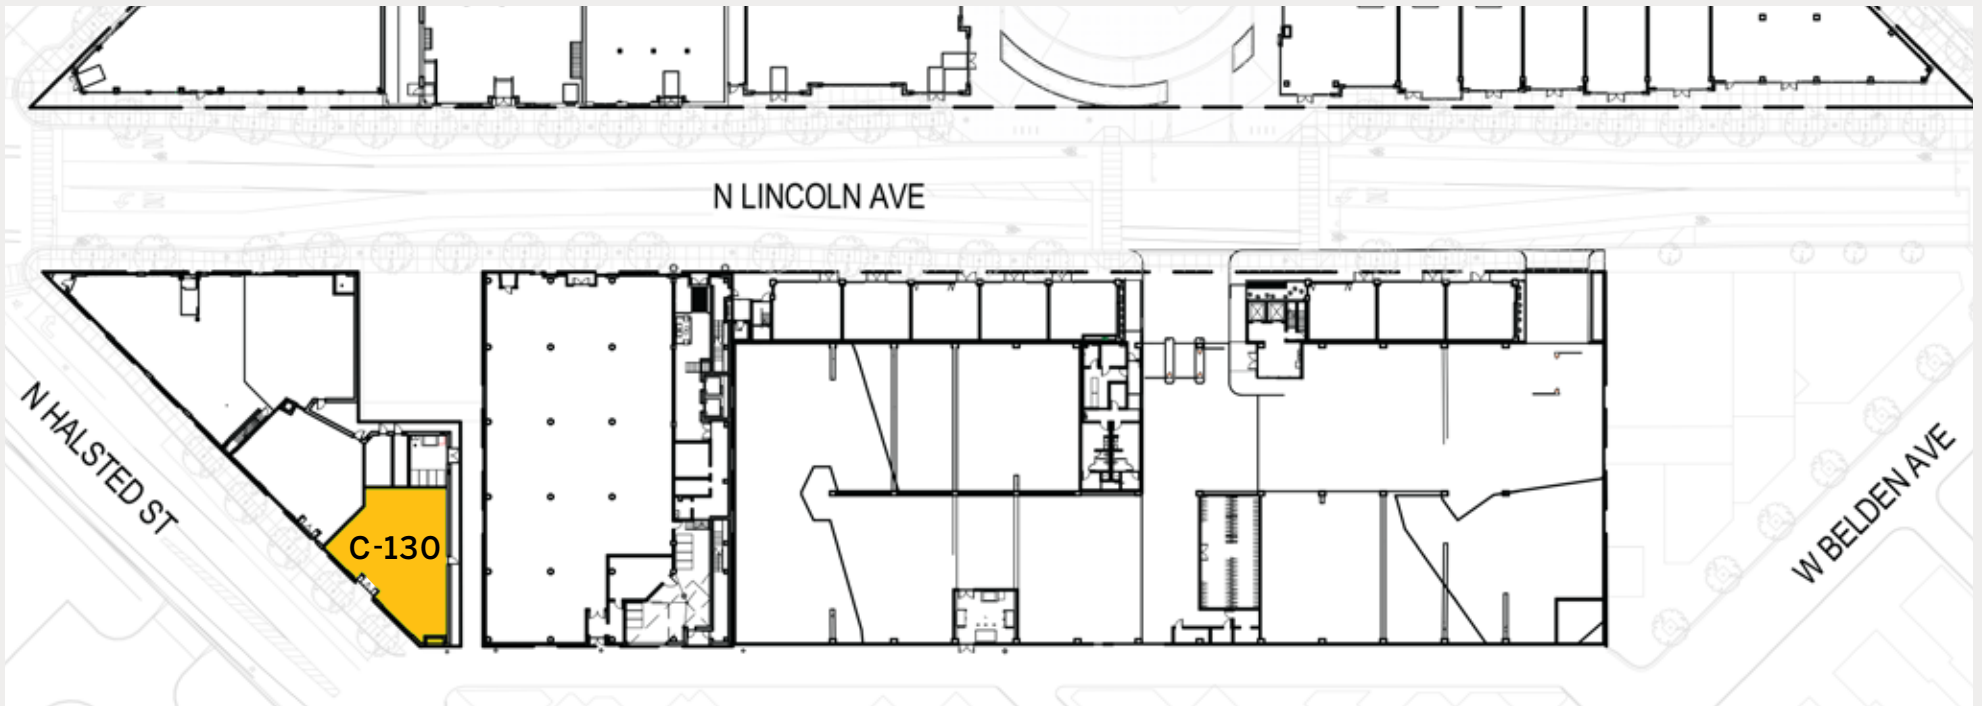 N LINCOLN AVE
N HALSTED ST
C-130
W BELDEN AVE